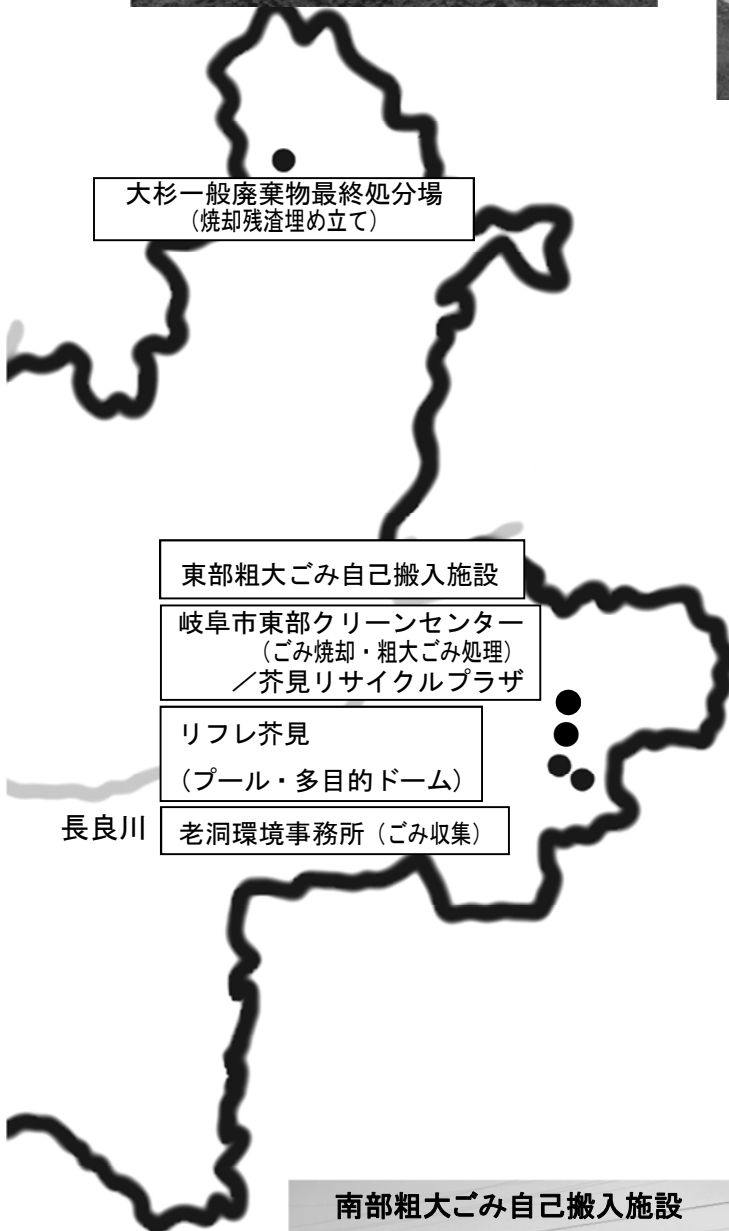 大杉一般廃棄物最終処分場
（焼却残渣埋め立て）
東部粗大ごみ自己搬入施設
岐阜市東部クリーンセンター
（ごみ焼却・粗大ごみ処理）
／芥見リサイクルプラザ
リフレ芥見
（プール・多目的ドーム）
長良川
老洞環境事務所（ごみ収集）
南部粗大ごみ自己搬入施設